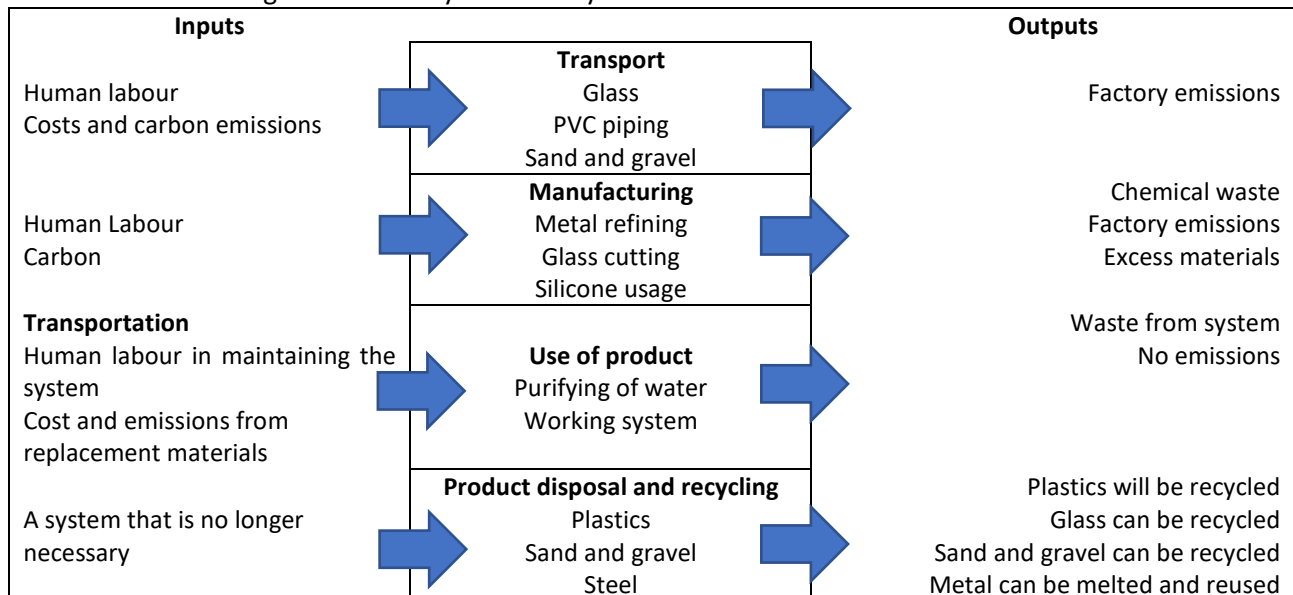 Inputs
Outputs
Human labour
Costs and carbon emissions
Transport
Glass
PVC piping
Sand and gravel
Factory emissions
Human Labour
Carbon
Manufacturing
Metal refining
Glass cutting
Silicone usage
Chemical waste
Factory emissions
Excess materials
Transportation
Human labour in maintaining the
system
Cost and emissions from
replacement materials
Use of product
Purifying of water
Working system
Waste from system
No emissions
A system that is no longer
necessary
Product disposal and recycling
Plastics
Sand and gravel
Steel
Plastics will be recycled
Glass can be recycled
Sand and gravel can be recycled
Metal can be melted and reused